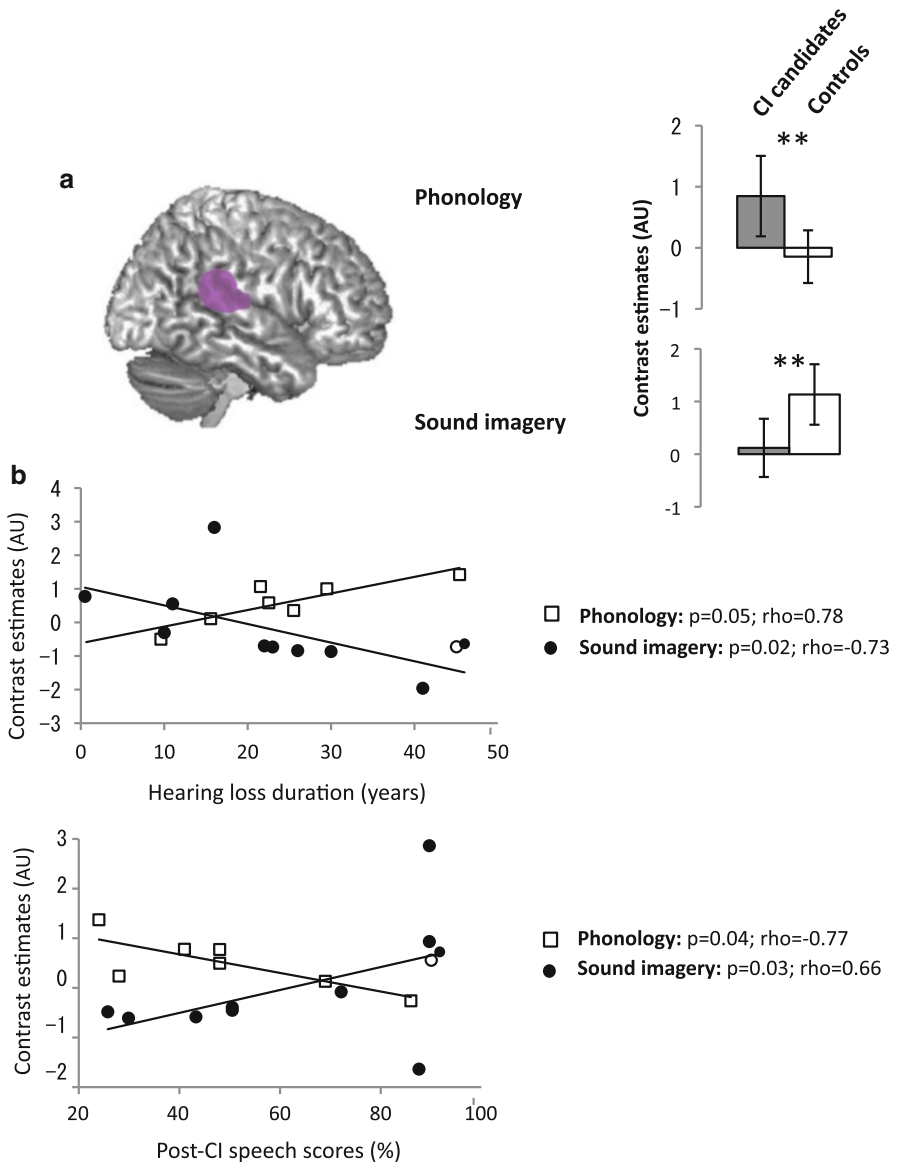 CI candidates
Controls
a
Phonology
Sound imagery
Contrast estimates (AU)
2
**
1
0
−1
2
**
1
0
-1
b
Contrast estimates (AU)
4
3
2
1
0
−1
−2
−3
0 10 20 30 40 50
Hearing loss duration (years)
Phonology: p=0.05; rho=0.78
Sound imagery: p=0.02; rho=-0.73
Contrast estimates (AU)
3
2
1
0
−1
−2
20 40 60 80 100
Post-CI speech scores (%)
Phonology: p=0.04; rho=-0.77
Sound imagery: p=0.03; rho=0.66